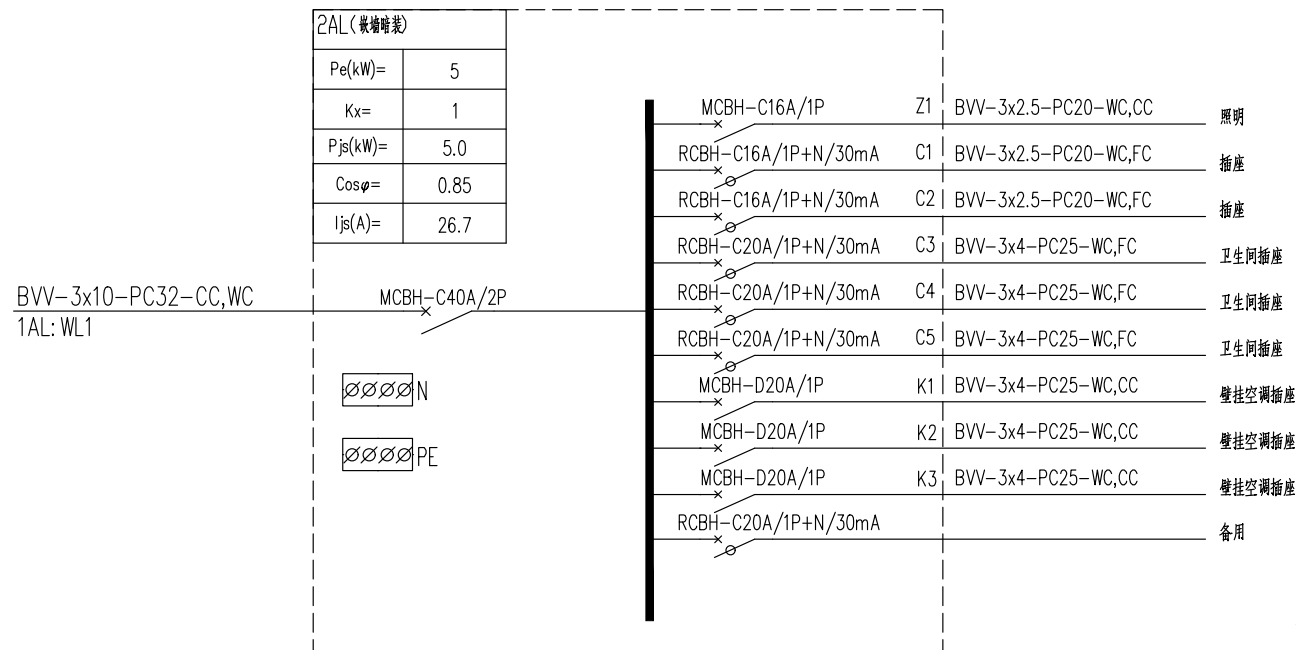 2AL(嵌墙暗装)
Pe(kW)= 5
Kx= 1
Pjs(kW)= 5.0
Cosφ= 0.85
Ijs(A)= 26.7
BVV-3x10-PC32-CC,WC
1AL: WL1
MCBH-C40A/2P
N
PE
MCBH-C16A/1P Z1 BVV-3x2.5-PC20-WC,CC 照明
RCBH-C16A/1P+N/30mA C1 BVV-3x2.5-PC20-WC,FC 插座
RCBH-C16A/1P+N/30mA C2 BVV-3x2.5-PC20-WC,FC 插座
RCBH-C20A/1P+N/30mA C3 BVV-3x4-PC25-WC,FC 卫生间插座
RCBH-C20A/1P+N/30mA C4 BVV-3x4-PC25-WC,FC 卫生间插座
RCBH-C20A/1P+N/30mA C5 BVV-3x4-PC25-WC,FC 卫生间插座
MCBH-D20A/1P K1 BVV-3x4-PC25-WC,CC 壁挂空调插座
MCBH-D20A/1P K2 BVV-3x4-PC25-WC,CC 壁挂空调插座
MCBH-D20A/1P K3 BVV-3x4-PC25-WC,CC 壁挂空调插座
RCBH-C20A/1P+N/30mA 备用